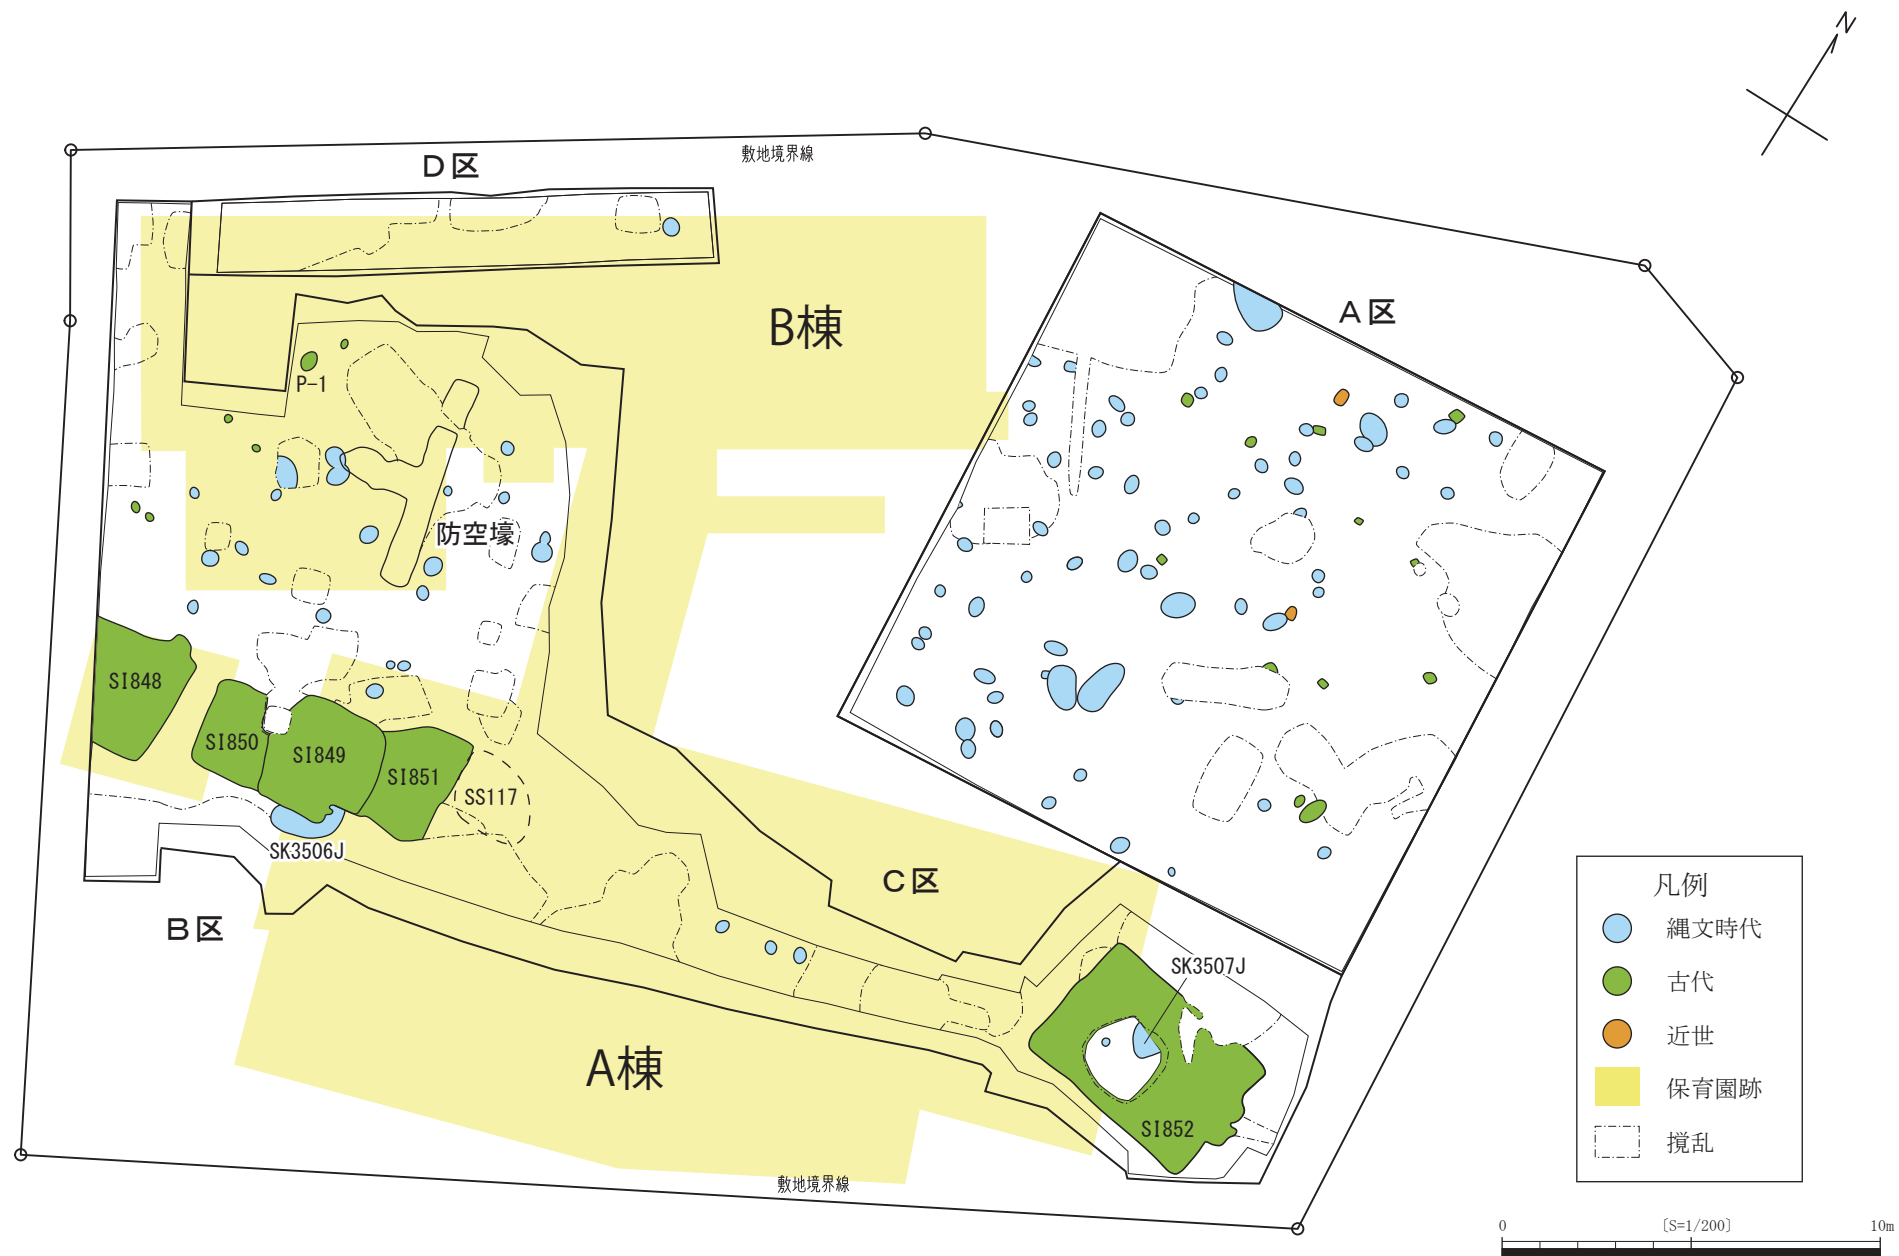 N
敷地境界線
D区
A区
B棟
P-1
防空壕
SI848
SI850
SI849
SI851
SS117
SK3506J
C区
B区
SK3507J
A棟
SI852
敷地境界線
凡例
縄文時代
古代
近世
保育園跡
撹乱
0 〔S=1/200〕 10m